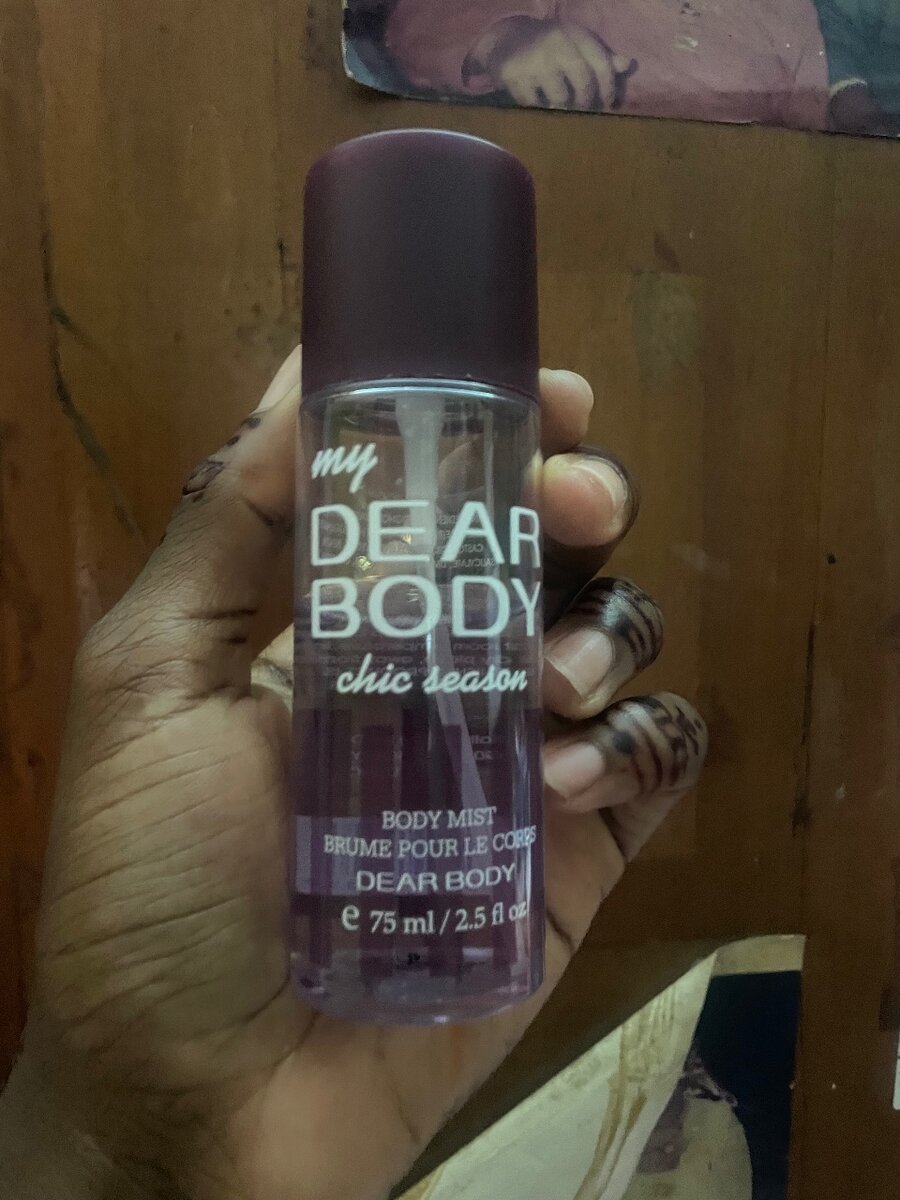 my
DEAR
BODY
chic season
BODY MIST
BRUME POUR LE CORPS
DEAR BODY
e 75 ml / 2.5 fl oz